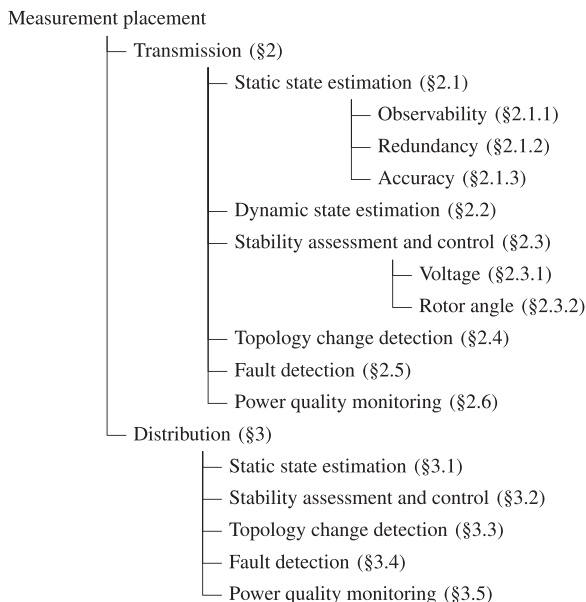 Measurement placement
Transmission (§2)
Static state estimation (§2.1)
Observability (§2.1.1)
Redundancy (§2.1.2)
Accuracy (§2.1.3)
Dynamic state estimation (§2.2)
Stability assessment and control (§2.3)
Voltage (§2.3.1)
Rotor angle (§2.3.2)
Topology change detection (§2.4)
Fault detection (§2.5)
Power quality monitoring (§2.6)
Distribution (§3)
Static state estimation (§3.1)
Stability assessment and control (§3.2)
Topology change detection (§3.3)
Fault detection (§3.4)
Power quality monitoring (§3.5)